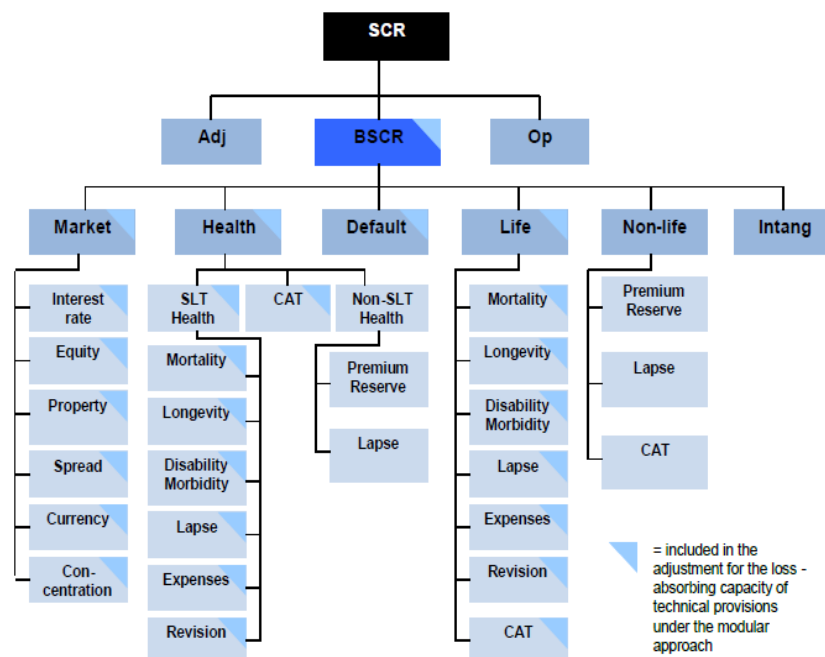 SCR
Adj
BSCR
Op
Market
Health
Default
Life
Non-life
Intang
Interest
rate
Equity
Property
Spread
Currency
Con-
centration
SLT
Health
CAT
Non-SLT
Health
Mortality
Longevity
Disability
Morbidity
Lapse
Expenses
Revision
Premium
Reserve
Lapse
Mortality
Longevity
Disability
Morbidity
Lapse
Expenses
Revision
CAT
Premium
Reserve
Lapse
CAT
= included in the
adjustment for the loss -
absorbing capacity of
technical provisions
under the modular
approach